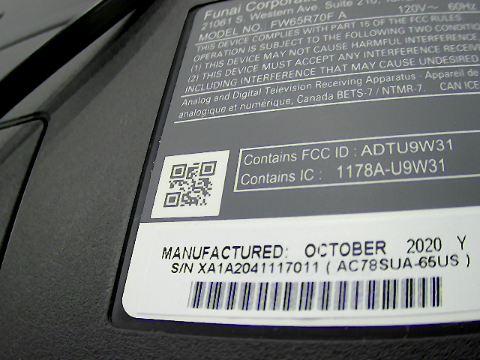 Funai Corporation
21061 S. Western Ave. Suite 210,
MODEL NO. FW65R70F A 120V~ 60Hz
THIS DEVICE COMPLIES WITH PART 15 OF THE FCC RULES
OPERATION IS SUBJECT TO THE FOLLOWING TWO CONDITION
(1) THIS DEVICE MAY NOT CAUSE HARMFUL INTERFERENCE
(2) THIS DEVICE MUST ACCEPT ANY INTERFERENCE
INCLUDING INTERFERENCE THAT MAY CAUSE UNDESIRED
Analog and Digital Television Receiving Apparatus - Appareil de
analogique et numérique, Canada BETS-7 / NTMR-7. CAN ICE
Contains FCC ID : ADTU9W31
Contains IC : 1178A-U9W31
MANUFACTURED: OCTOBER 2020 Y
S/N XA1A2041117011 ( AC78SUA-65US )